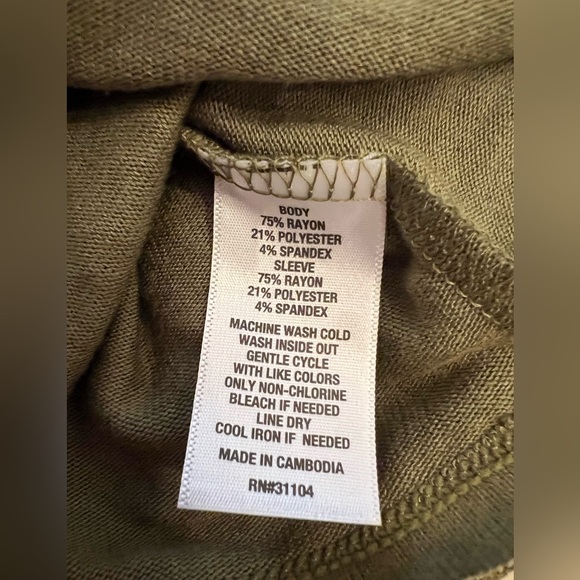 BODY
75% RAYON
21% POLYESTER
4% SPANDEX
SLEEVE
75% RAYON
21% POLYESTER
4% SPANDEX
MACHINE WASH COLD
WASH INSIDE OUT
GENTLE CYCLE
WITH LIKE COLORS
ONLY NON-CHLORINE
BLEACH IF NEEDED
LINE DRY
COOL IRON IF NEEDED
MADE IN CAMBODIA
RN#31104